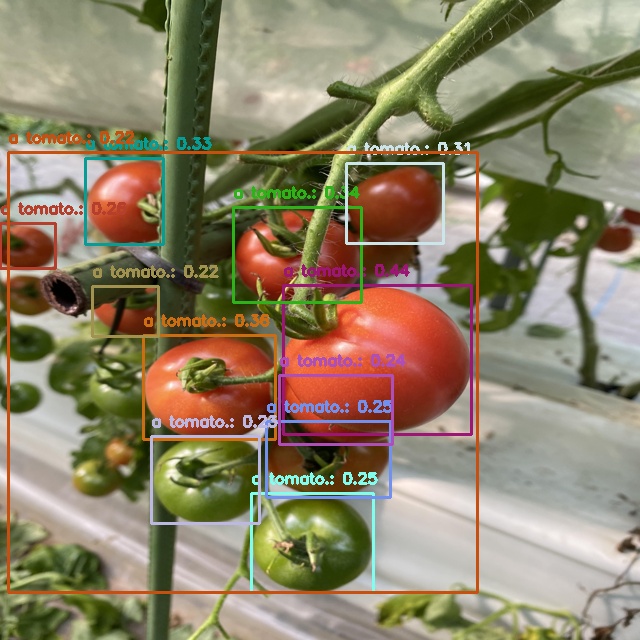 a tomato.: 0.22
a tomato.: 0.33
a tomato.: 0.31
a tomato.: 0.34
a tomato.: 0.26
a tomato.: 0.22
a tomato.: 0.44
a tomato.: 0.36
a tomato.: 0.24
a tomato.: 0.25
a tomato.: 0.23
a tomato.: 0.25